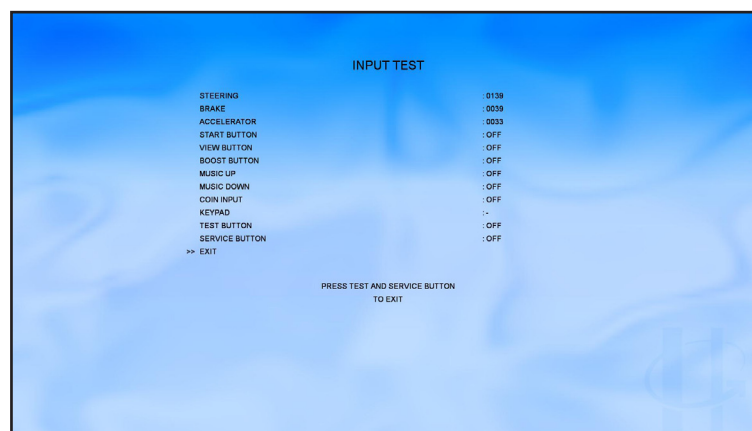 INPUT TEST
STEERING : 0139
BRAKE : 0039
ACCELERATOR : 0033
START BUTTON : OFF
VIEW BUTTON : OFF
BOOST BUTTON : OFF
MUSIC UP : OFF
MUSIC DOWN : OFF
COIN INPUT : OFF
KEYPAD : -
TEST BUTTON : OFF
SERVICE BUTTON : OFF
>> EXIT
PRESS TEST AND SERVICE BUTTON
TO EXIT